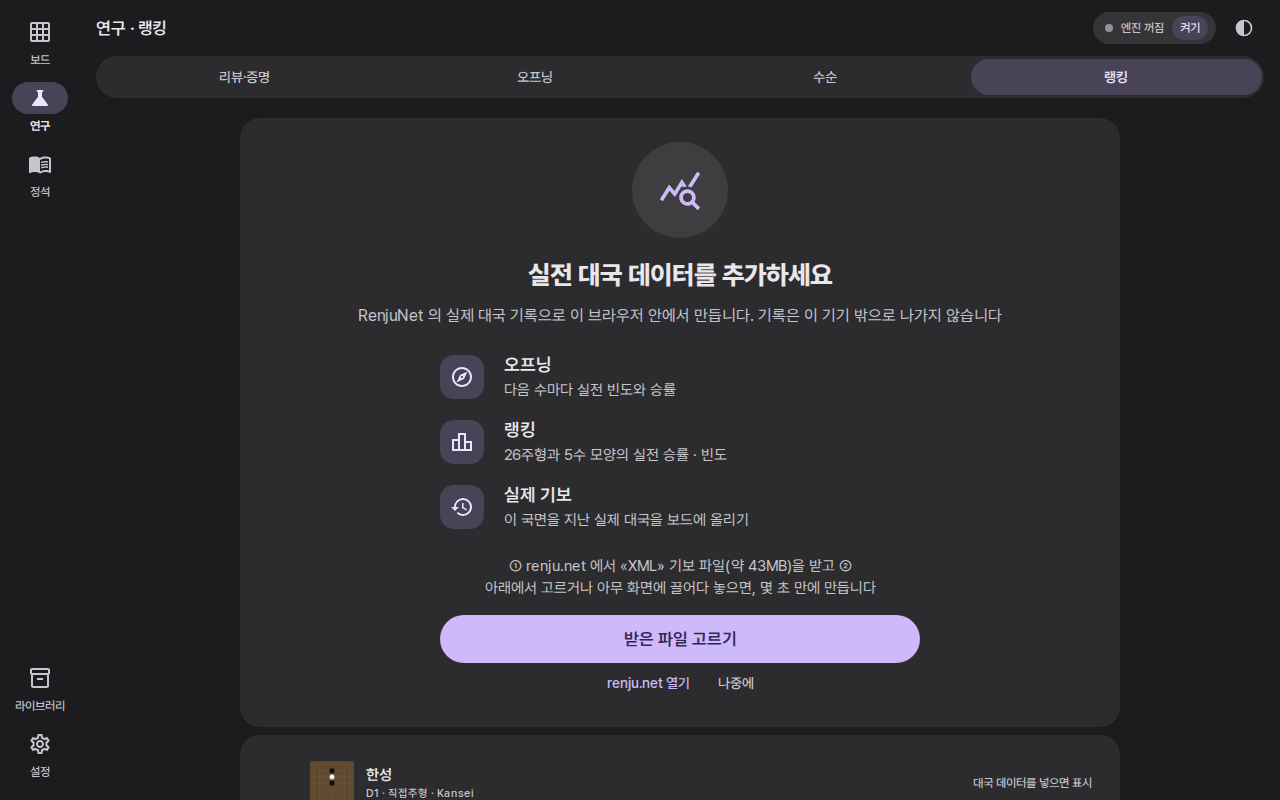 연구 · 랭킹
엔진 꺼짐
켜기
보드
연구
정석
리뷰·증명
오프닝
수순
랭킹
실전 대국 데이터를 추가하세요
RenjuNet 의 실제 대국 기록으로 이 브라우저 안에서 만듭니다. 기록은 이 기기 밖으로 나가지 않습니다
오프닝
다음 수마다 실전 빈도와 승률
랭킹
26주형과 5수 모양의 실전 승률 · 빈도
실제 기보
이 국면을 지난 실제 대국을 보드에 올리기
① renju.net 에서 «XML» 기보 파일(약 43MB)을 받고 ②
아래에서 고르거나 아무 화면에 끌어다 놓으면, 몇 초 만에 만듭니다
받은 파일 고르기
renju.net 열기
나중에
라이브러리
설정
한성
D1 · 직접주형 · Kansei
대국 데이터를 넣으면 표시